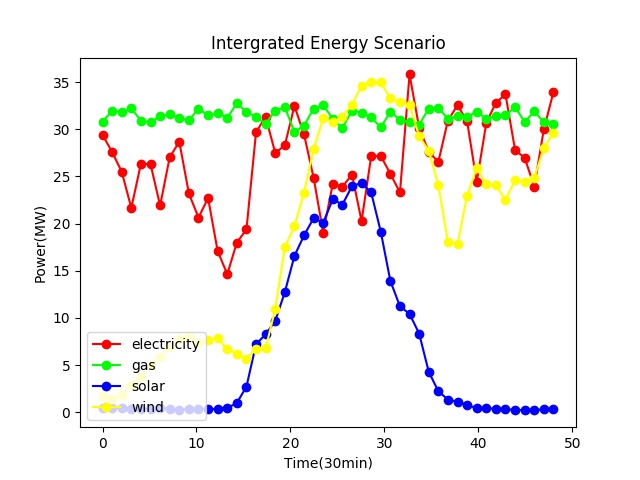 Intergrated Energy Scenario
Power(MW)
35
30
25
20
15
10
5
0
electricity
gas
solar
wind
0 10 20 30 40 50
Time(30min)